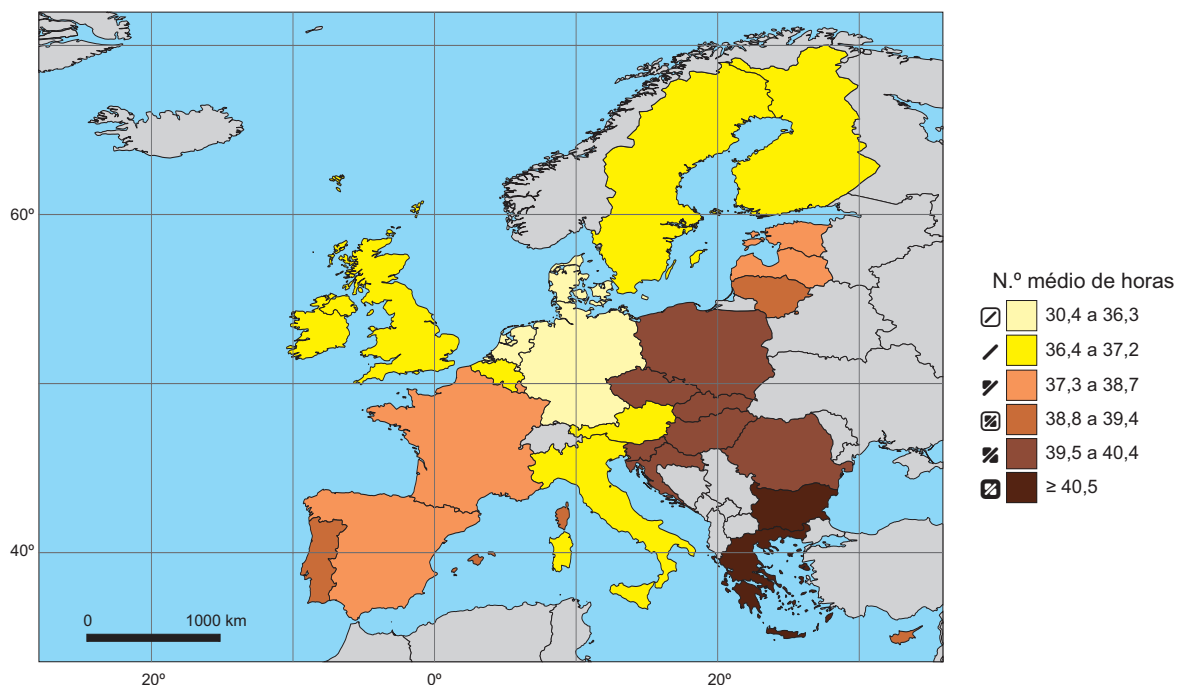 60º
40º
0
1000 km
20º
0º
20º
N.º médio de horas
30,4 a 36,3
36,4 a 37,2
37,3 a 38,7
38,8 a 39,4
39,5 a 40,4
≥ 40,5